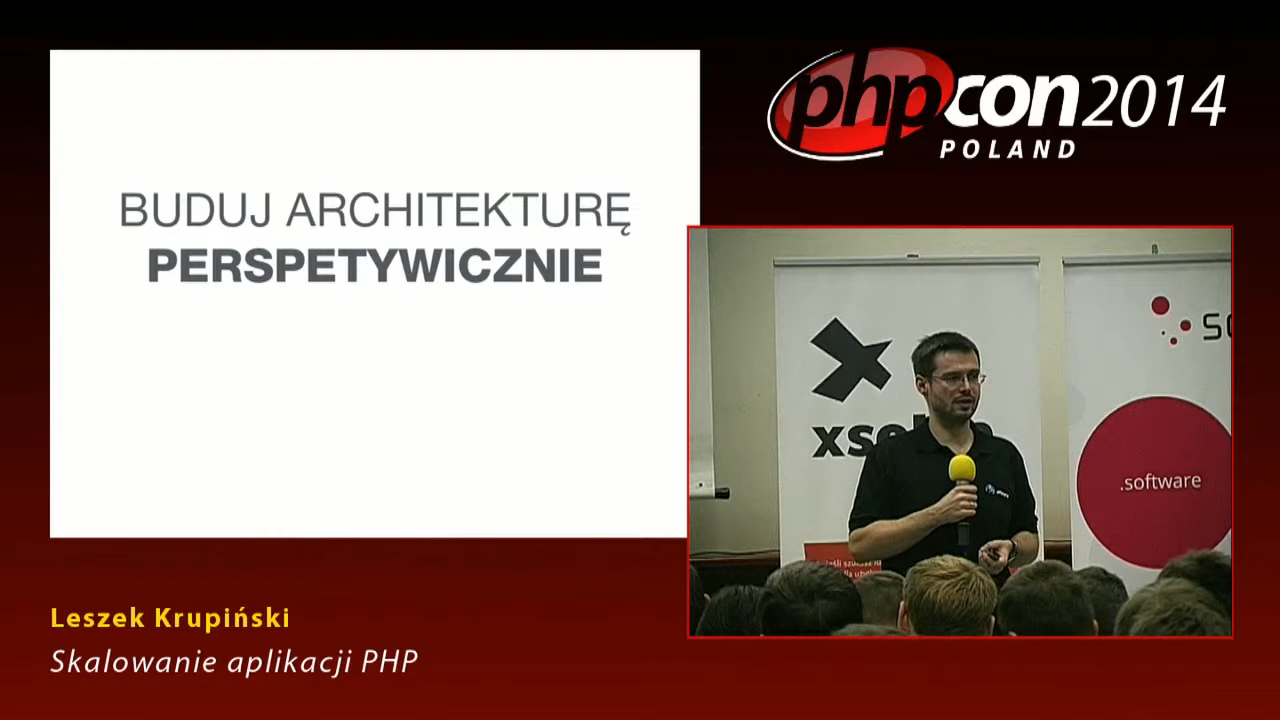 BUDUJ ARCHITEKTURĘ
PERSPETYWICZNIE
phpcon2014
POLAND
.software
Leszek Krupiński
Skalowanie aplikacji PHP